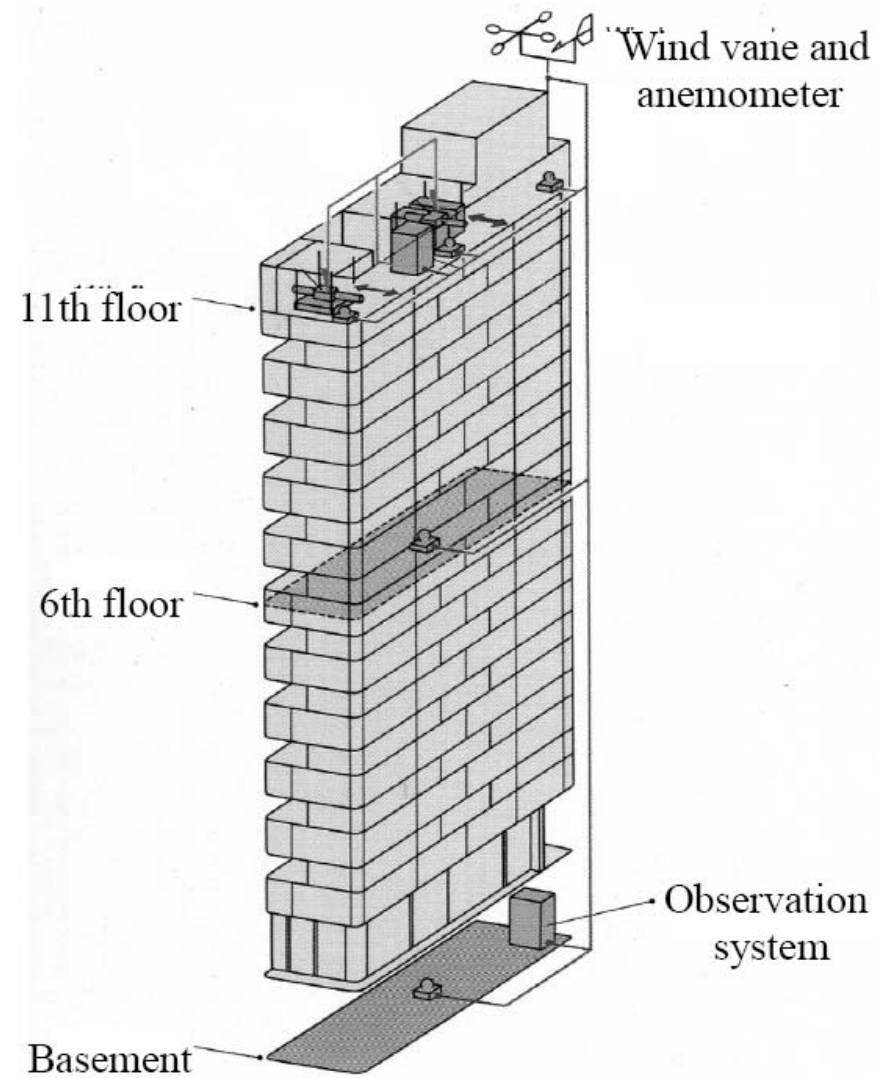 Wind vane and
anemometer
11th floor
6th floor
Observation
system
Basement